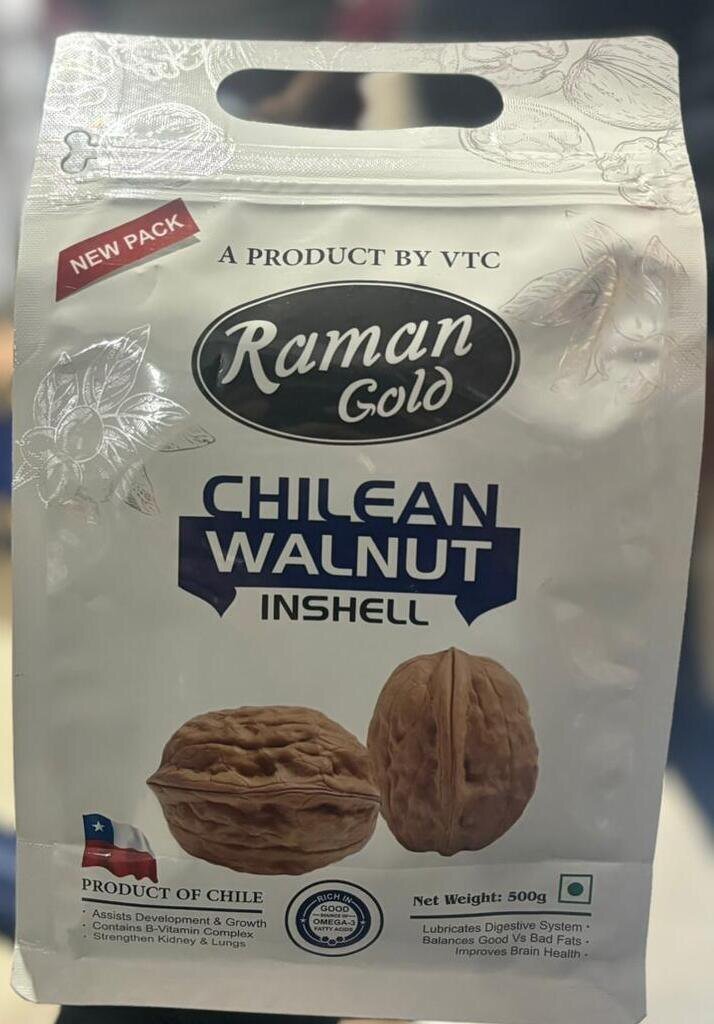 NEW PACK
A PRODUCT BY VTC
Raman
Gold
CHILEAN
WALNUT
INSHELL
PRODUCT OF CHILE
· Assists Development & Growth
· Contains B-Vitamin Complex
· Strengthen Kidney & Lungs
RICH IN
GOOD
SOURCE OF
OMEGA-3
FATTY ACIDS
Net Weight: 500g
Lubricates Digestive System ·
Balances Good Vs Bad Fats ·
Improves Brain Health ·